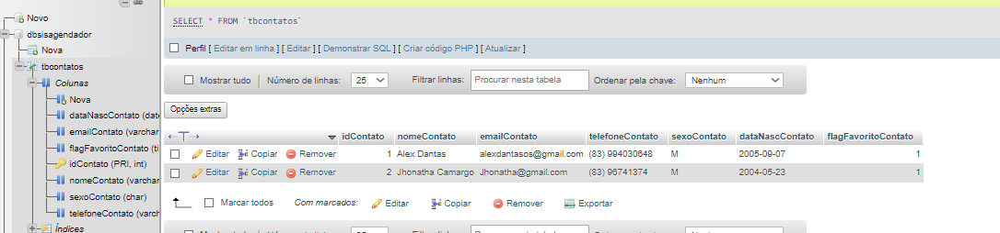 Novo
dbsisagendador
Nova
tbcontatos
Colunas
Nova
dataNascContato (date
emailContato (varchar
flagFavoritoContato (ti
idContato (PRI, int)
nomeContato (varchar
sexoContato (char)
telefoneContato (varch
Índices
SELECT * FROM `tbcontatos`
Perfil [ Editar em linha ] [ Editar ] [ Demonstrar SQL ] [ Criar código PHP ] [ Atualizar ]
Mostrar tudo Número de linhas: 25 Filtrar linhas: Procurar nesta tabela Ordenar pela chave: Nenhum
Opções extras
idContato nomeContato emailContato telefoneContato sexoContato dataNascContato flagFavoritoContato
Editar Copiar Remover 1 Alex Dantas alexdantasos@gmail.com (83) 994030648 M 2005-09-07 1
Editar Copiar Remover 2 Jhonatha Camargo Jhonatha@gmail.com (83) 96741374 M 2004-05-23 1
Marcar todos Com marcados: Editar Copiar Remover Exportar